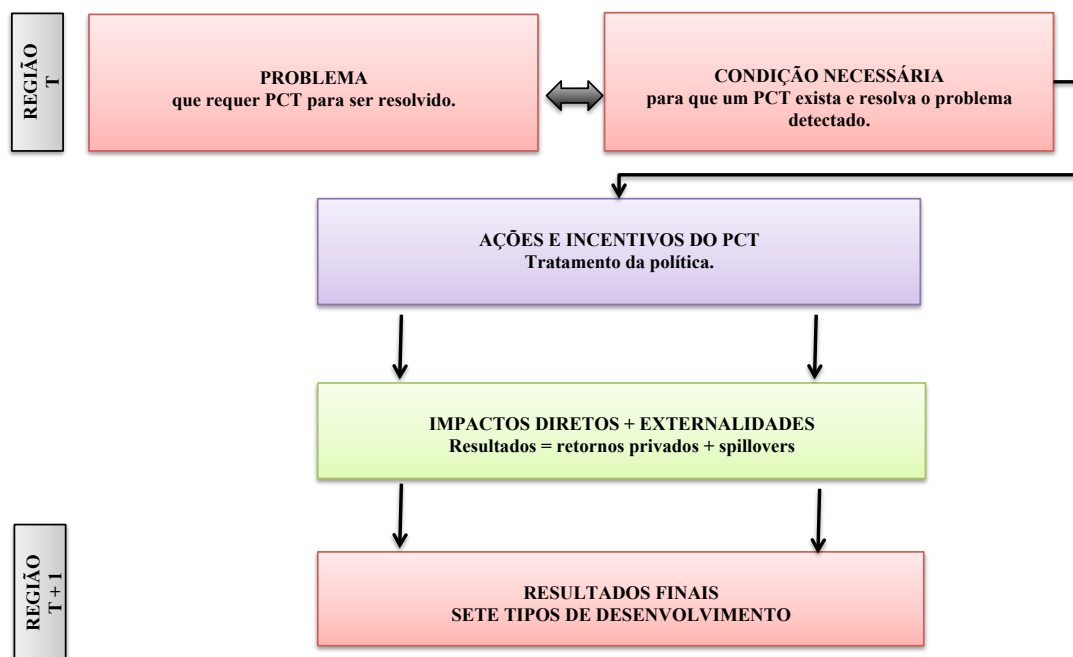 REGIÃO
T
PROBLEMA
que requer PCT para ser resolvido.
CONDIÇÃO NECESSÁRIA
para que um PCT exista e resolva o problema
detectado.
AÇÕES E INCENTIVOS DO PCT
Tratamento da política.
IMPACTOS DIRETOS + EXTERNALIDADES
Resultados = retornos privados + spillovers
REGIÃO
T + 1
RESULTADOS FINAIS
SETE TIPOS DE DESENVOLVIMENTO